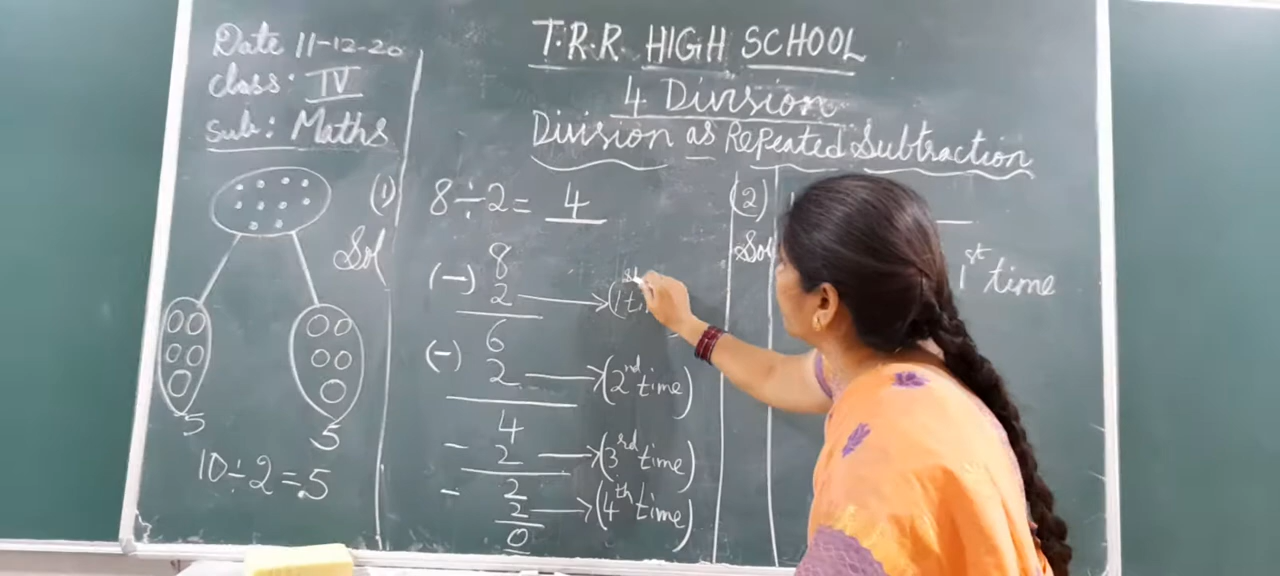 Date 11-12-20
class: IV
sub: Maths
5
5
10÷2=5
T.R.R. HIGH SCHOOL
4 Division
Division as Repeated Subtraction
(1)
8÷2= 4
Sol
8
(-) 2 → (1st
6
(-) 2 → (2nd time)
4
- 2 → (3rd time)
2
- 2 → (4th time)
0
(2)
Sol
1st time